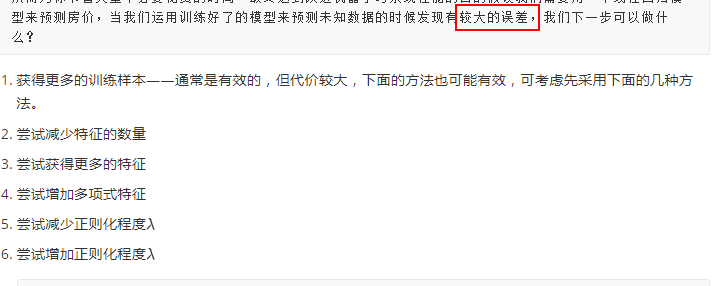 型来预测房价，当我们运用训练好了的模型来预测未知数据的时候发现有较大的误差，我们下一步可以做什
么？
1. 获得更多的训练样本——通常是有效的，但代价较大，下面的方法也可能有效，可考虑先采用下面的几种方
法。
2. 尝试减少特征的数量
3. 尝试获得更多的特征
4. 尝试增加多项式特征
5. 尝试减少正则化程度λ
6. 尝试增加正则化程度λ